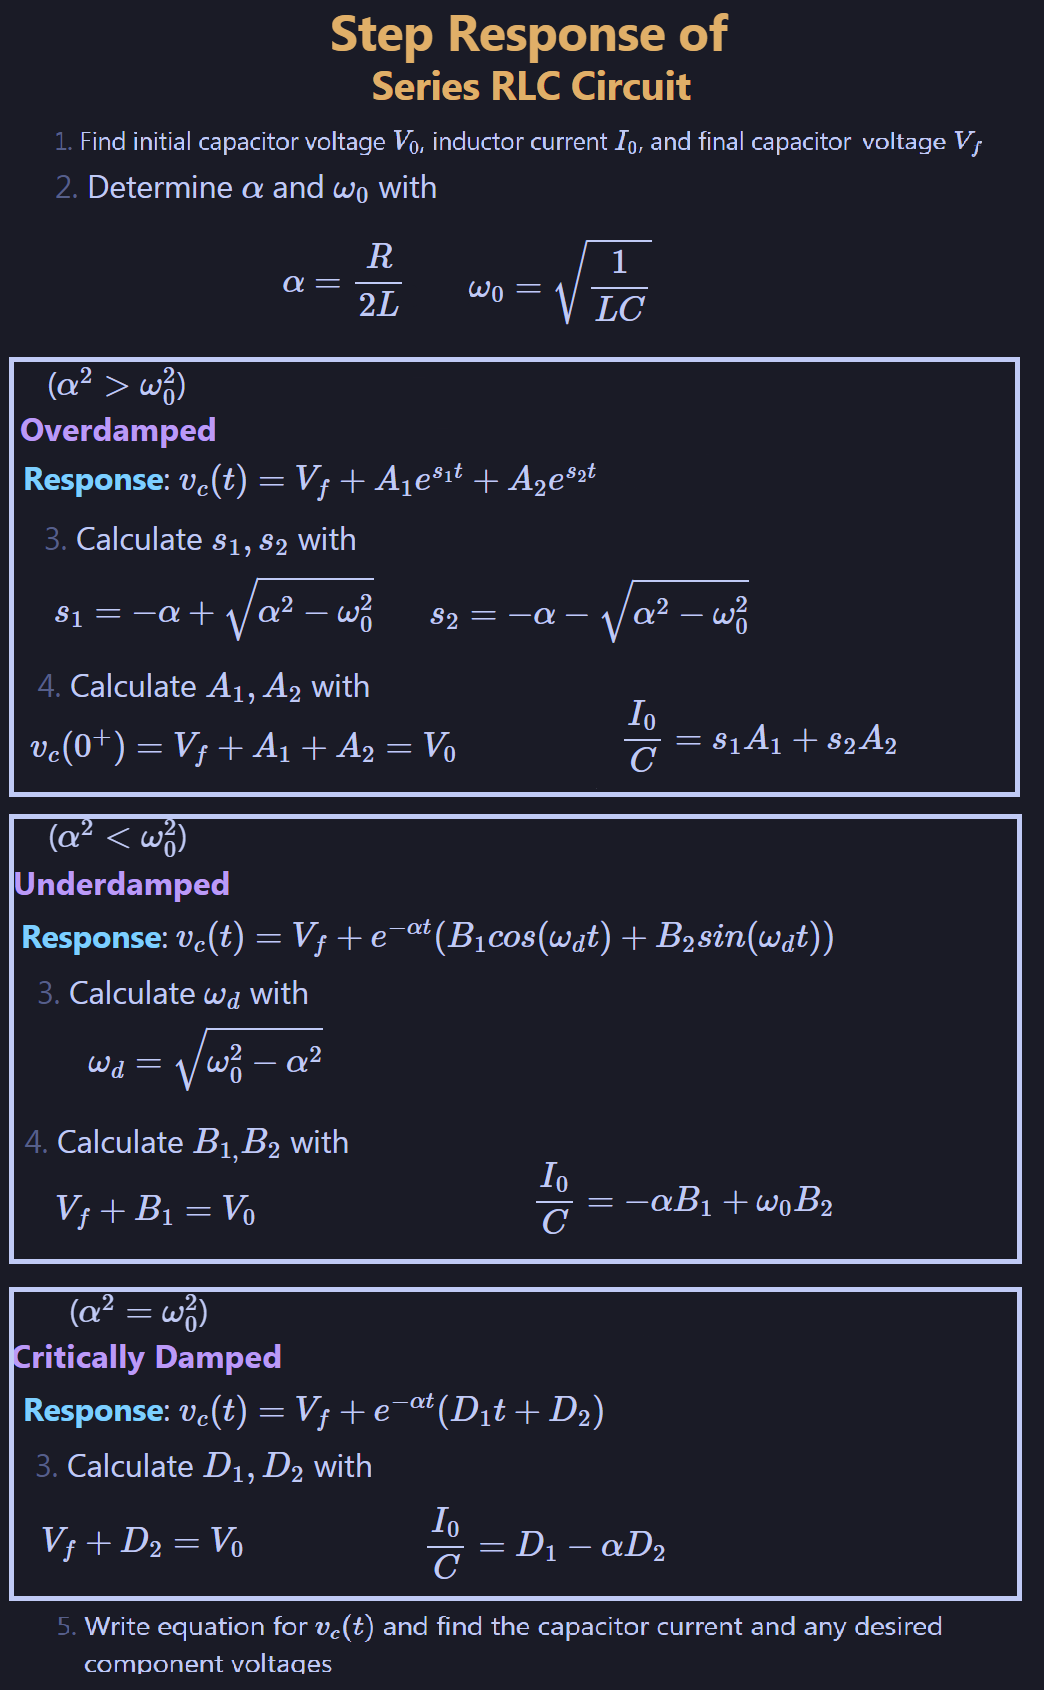 Step Response of
Series RLC Circuit
1. Find initial capacitor voltage V₀, inductor current I₀, and final capacitor voltage V_f
2. Determine α and ω₀ with
α = R/(2L)   ω₀ = √(1/(LC))
(α² > ω₀²)
Overdamped
Response: v_c(t) = V_f + A₁e^(s₁t) + A₂e^(s₂t)
3. Calculate s₁, s₂ with
s₁ = −α + √(α² − ω₀²)   s₂ = −α − √(α² − ω₀²)
4. Calculate A₁, A₂ with
v_c(0⁺) = V_f + A₁ + A₂ = V₀   I₀/C = s₁A₁ + s₂A₂
(α² < ω₀²)
Underdamped
Response: v_c(t) = V_f + e^(−αt)(B₁cos(ω_d t) + B₂sin(ω_d t))
3. Calculate ω_d with
ω_d = √(ω₀² − α²)
4. Calculate B₁,B₂ with
V_f + B₁ = V₀   I₀/C = −αB₁ + ω₀B₂
(α² = ω₀²)
Critically Damped
Response: v_c(t) = V_f + e^(−αt)(D₁t + D₂)
3. Calculate D₁, D₂ with
V_f + D₂ = V₀   I₀/C = D₁ − αD₂
5. Write equation for v_c(t) and find the capacitor current and any desired
component voltages